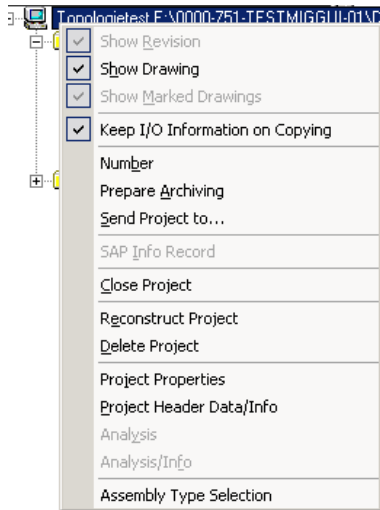 Topologietest F:\0000-751-TESTMIGGUI-01\D
Show Revision
Show Drawing
Show Marked Drawings
Keep I/O Information on Copying
Number
Prepare Archiving
Send Project to...
SAP Info Record
Close Project
Reconstruct Project
Delete Project
Project Properties
Project Header Data/Info
Analysis
Analysis/Info
Assembly Type Selection